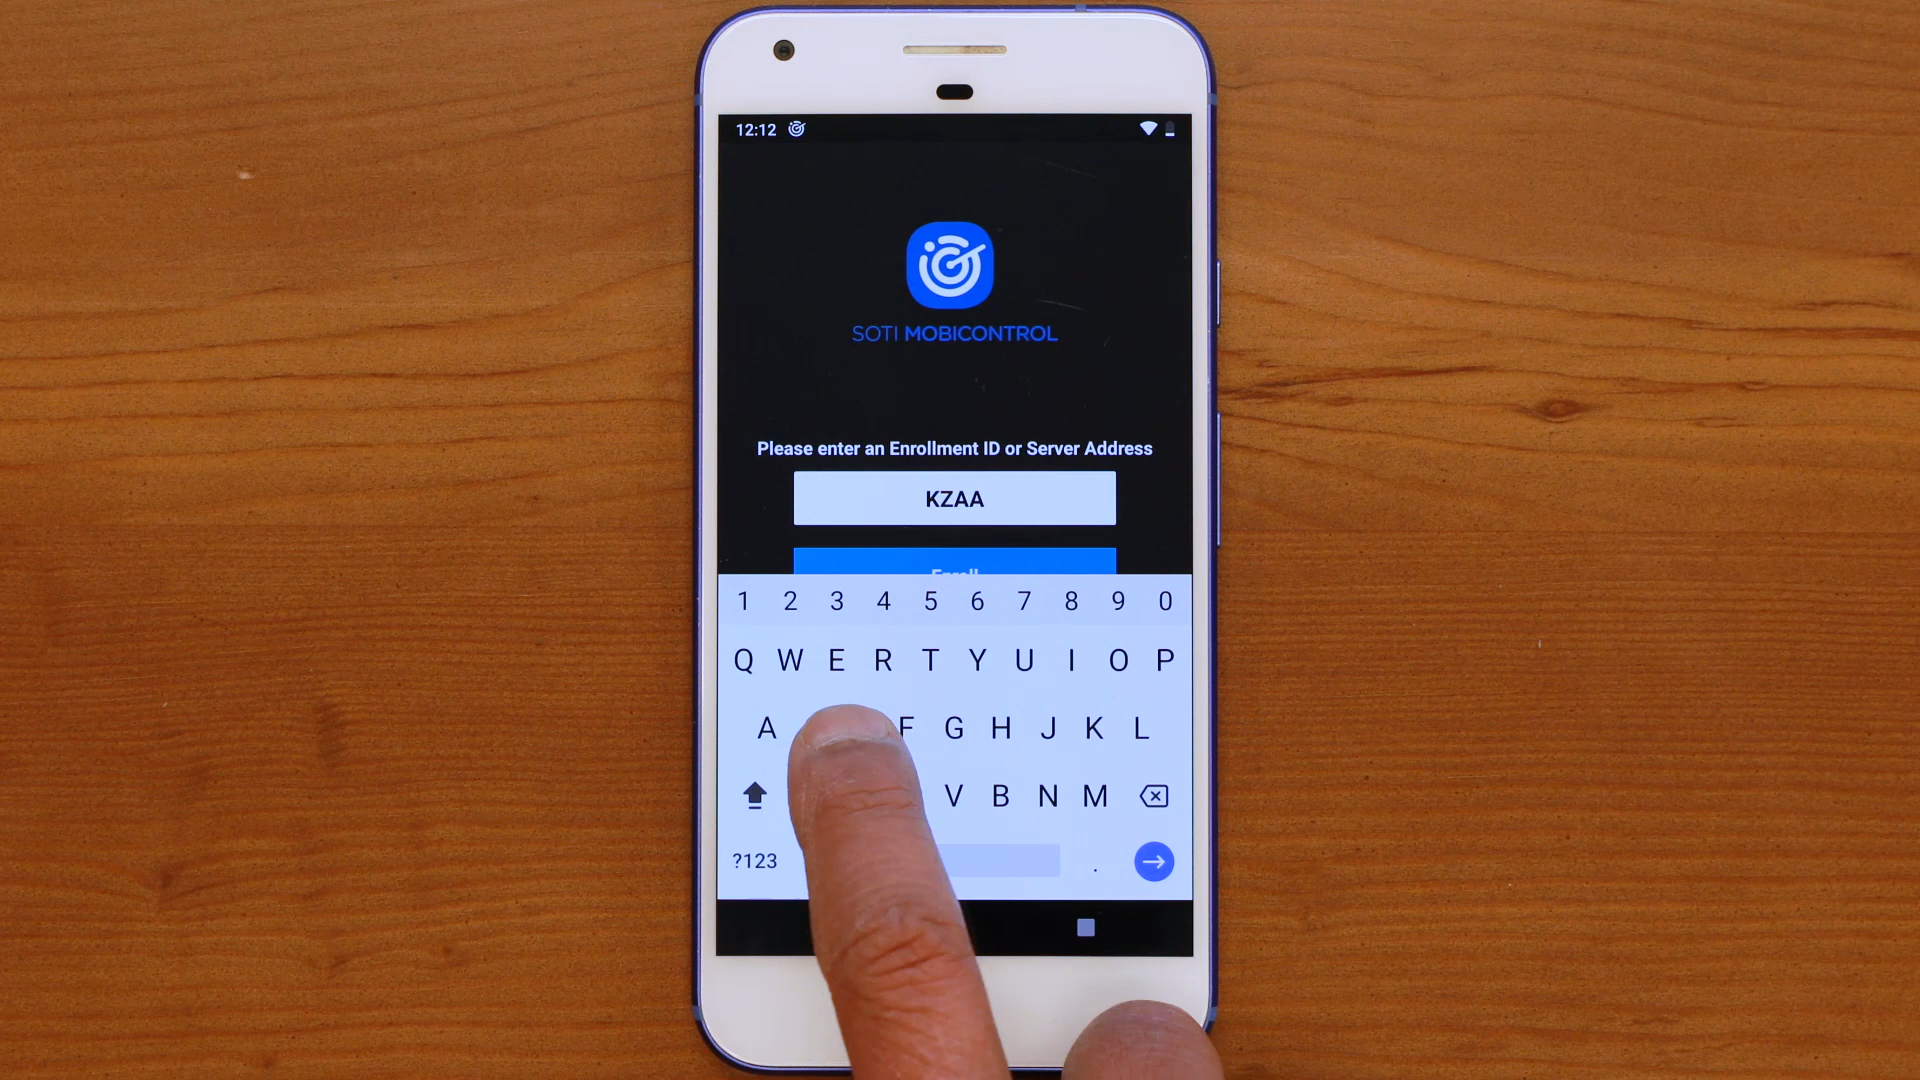 12:12
SOTI MOBICONTROL
Please enter an Enrollment ID or Server Address
KZAA
Enroll
1 2 3 4 5 6 7 8 9 0
Q W E R T Y U I O P
A F G H J K L
V B N M
?123 .